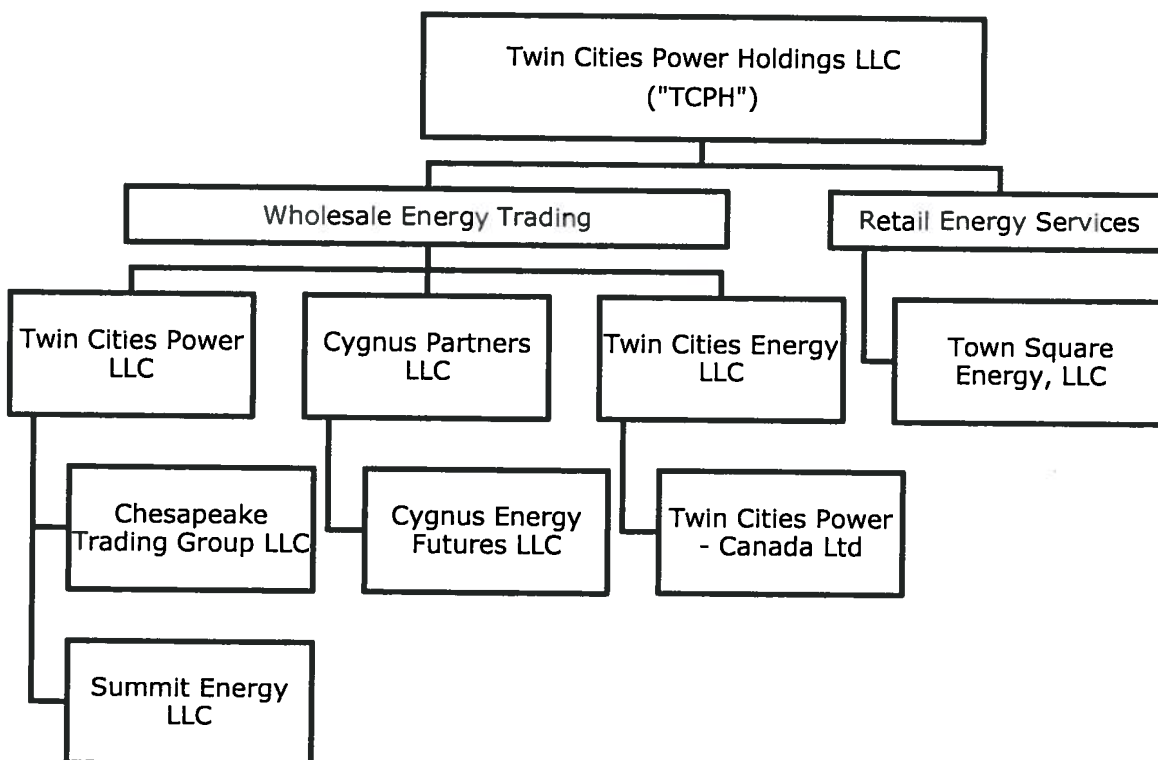 Twin Cities Power Holdings LLC
("TCPH")
Wholesale Energy Trading
Retail Energy Services
Twin Cities Power
LLC
Cygnus Partners
LLC
Twin Cities Energy
LLC
Town Square
Energy, LLC
Chesapeake
Trading Group LLC
Cygnus Energy
Futures LLC
Twin Cities Power
- Canada Ltd
Summit Energy
LLC